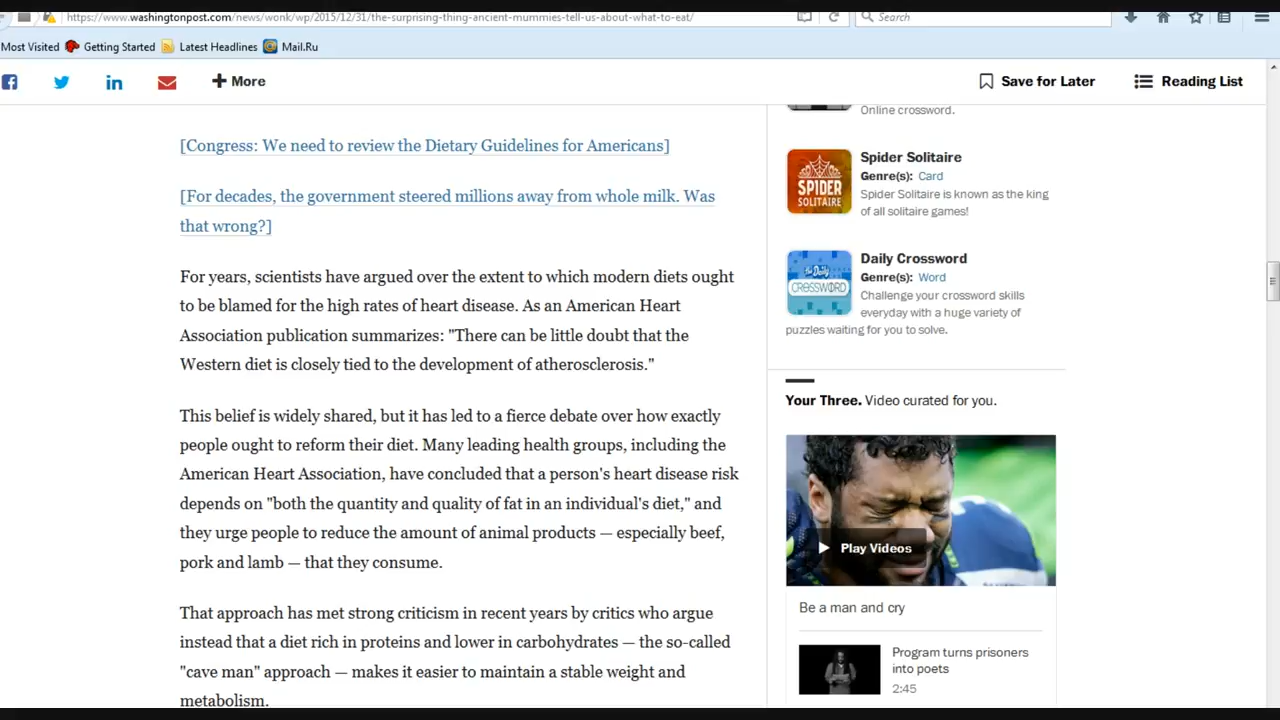 https://www.washingtonpost.com/news/wonk/wp/2015/12/31/the-surprising-thing-ancient-mummies-tell-us-about-what-to-eat/
Search
Most Visited
Getting Started
Latest Headlines
Mail.Ru
More
Save for Later
Reading List
[Congress: We need to review the Dietary Guidelines for Americans]
[For decades, the government steered millions away from whole milk. Was
that wrong?]
For years, scientists have argued over the extent to which modern diets ought
to be blamed for the high rates of heart disease. As an American Heart
Association publication summarizes: "There can be little doubt that the
Western diet is closely tied to the development of atherosclerosis."
This belief is widely shared, but it has led to a fierce debate over how exactly
people ought to reform their diet. Many leading health groups, including the
American Heart Association, have concluded that a person's heart disease risk
depends on "both the quantity and quality of fat in an individual's diet," and
they urge people to reduce the amount of animal products — especially beef,
pork and lamb — that they consume.
That approach has met strong criticism in recent years by critics who argue
instead that a diet rich in proteins and lower in carbohydrates — the so-called
"cave man" approach — makes it easier to maintain a stable weight and
metabolism.
Online crossword.
SPIDER
SOLITAIRE
Spider Solitaire
Genre(s): Card
Spider Solitaire is known as the king
of all solitaire games!
the Daily
CROSSWORD
Daily Crossword
Genre(s): Word
Challenge your crossword skills
everyday with a huge variety of
puzzles waiting for you to solve.
Your Three. Video curated for you.
Play Videos
Be a man and cry
Program turns prisoners
into poets
2:45